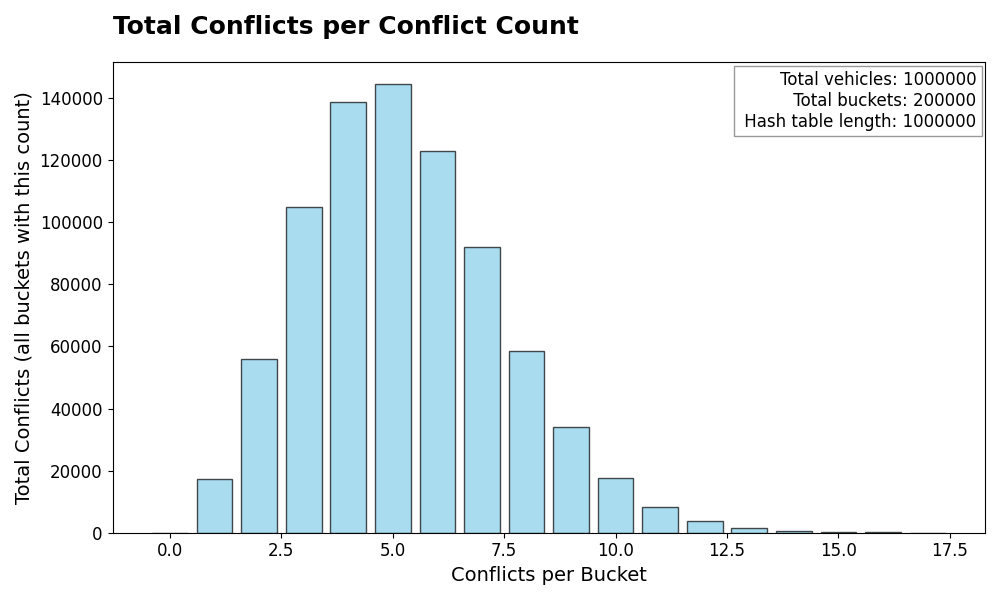 Total Conflicts per Conflict Count
Total vehicles: 1000000
Total buckets: 200000
Hash table length: 1000000
Total Conflicts (all buckets with this count)
140000
120000
100000
80000
60000
40000
20000
0
0.0 2.5 5.0 7.5 10.0 12.5 15.0 17.5
Conflicts per Bucket